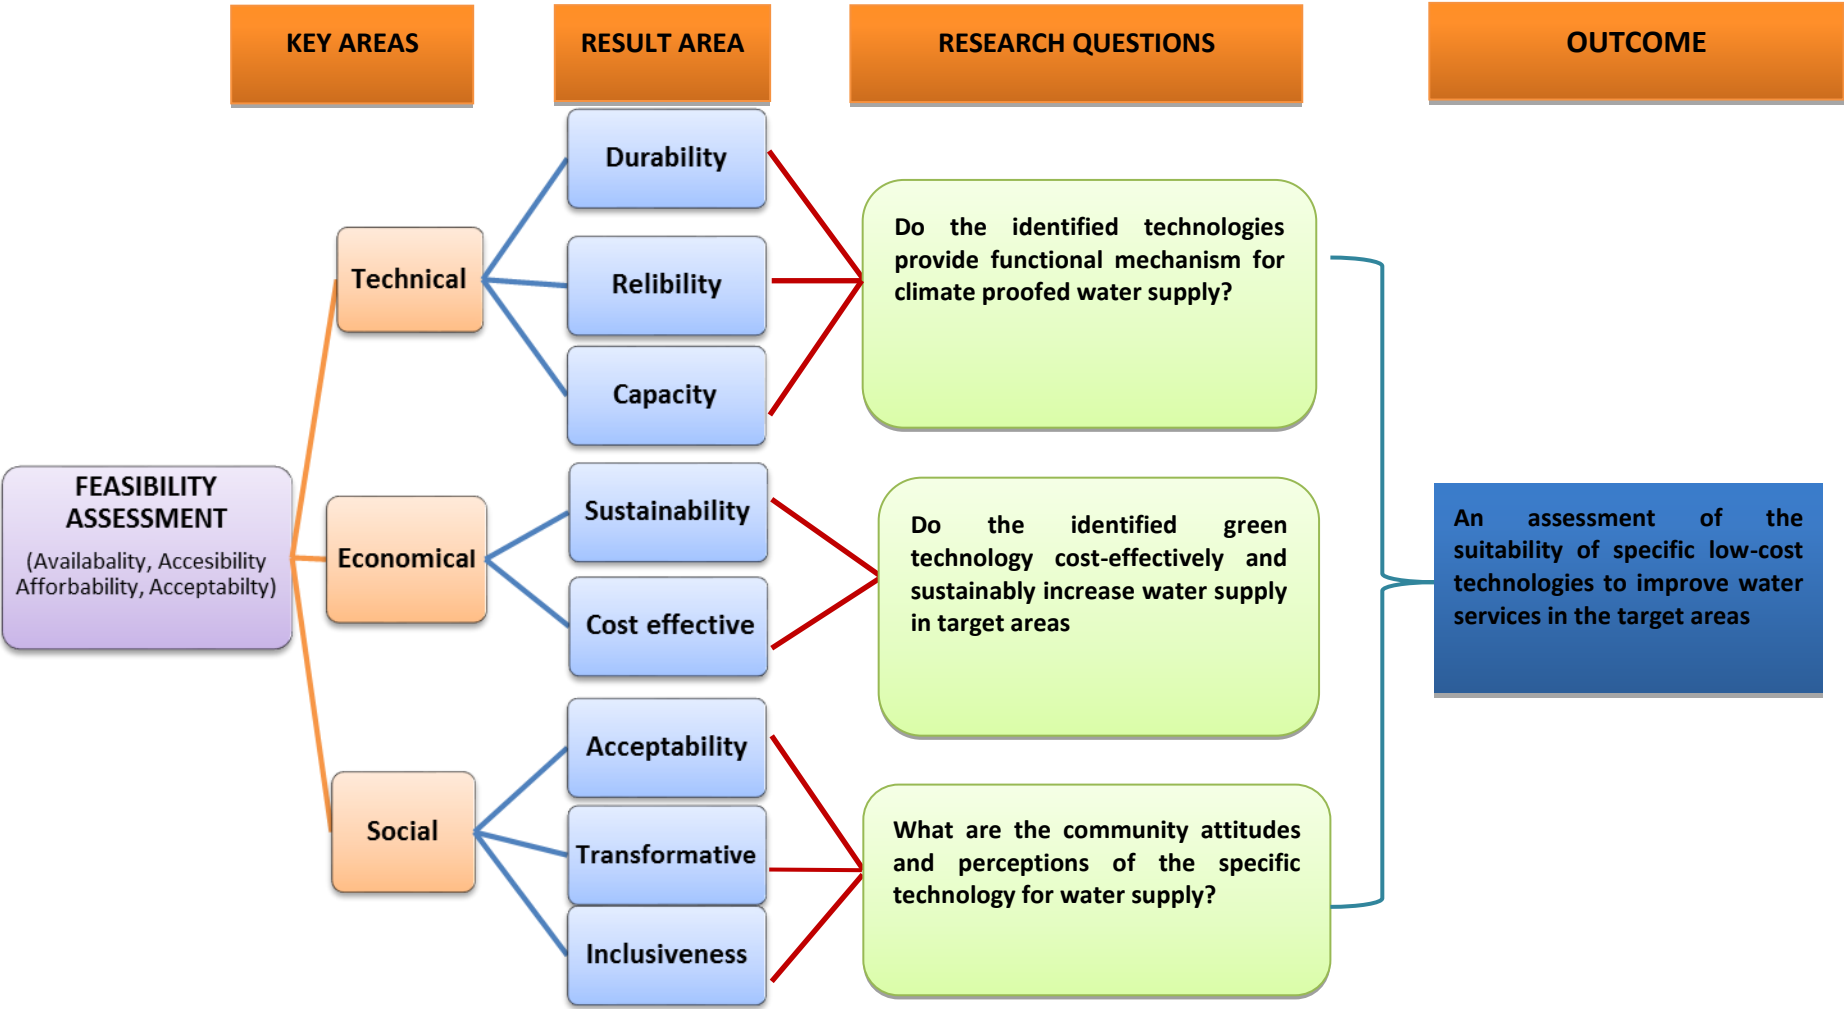 KEY AREAS
RESULT AREA
RESEARCH QUESTIONS
OUTCOME
FEASIBILITY
ASSESSMENT
(Availabality, Accesibility
Afforbability, Acceptabilty)
Technical
Economical
Social
Durability
Relibility
Capacity
Sustainability
Cost effective
Acceptability
Transformative
Inclusiveness
Do the identified technologies
provide functional mechanism for
climate proofed water supply?
Do the identified green
technology cost-effectively and
sustainably increase water supply
in target areas
What are the community attitudes
and perceptions of the specific
technology for water supply?
An assessment of the
suitability of specific low-cost
technologies to improve water
services in the target areas